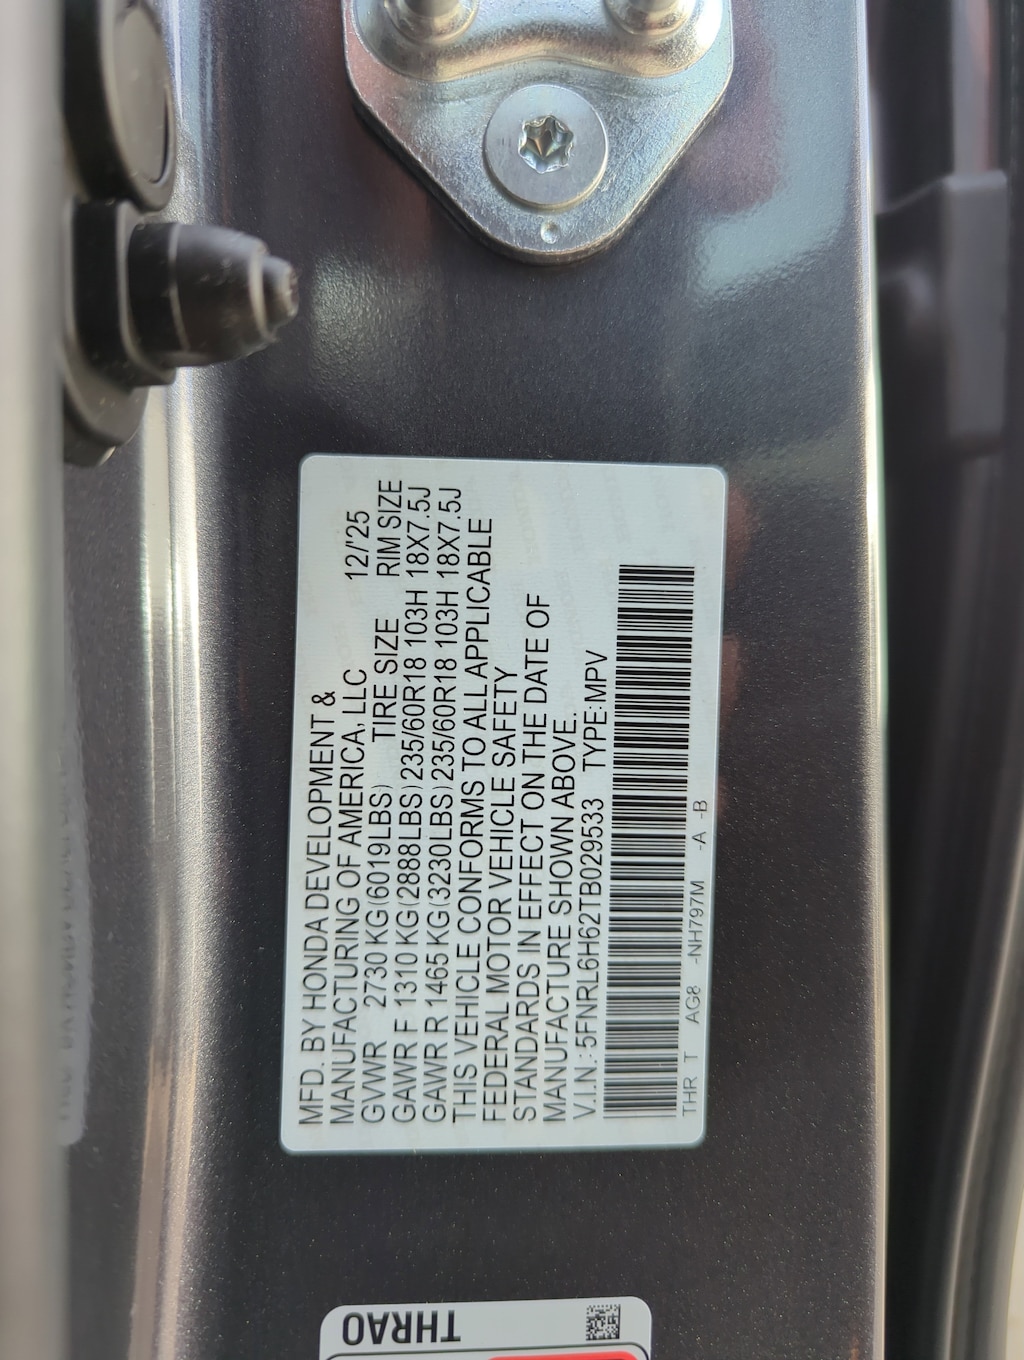 MFD. BY HONDA DEVELOPMENT &
MANUFACTURING OF AMERICA, LLC 12/'25
GVWR 2730 KG(6019LBS) TIRE SIZE RIM SIZE
GAWR F 1310 KG(2888LBS)235/60R18 103H 18X7.5J
GAWR R 1465 KG(3230LBS)235/60R18 103H 18X7.5J
THIS VEHICLE CONFORMS TO ALL APPLICABLE
FEDERAL MOTOR VEHICLE SAFETY
STANDARDS IN EFFECT ON THE DATE OF
MANUFACTURE SHOWN ABOVE.
V.I.N.:5FNRL6H62TB029533 TYPE:MPV
THR T AG8 -NH797M -A -B
THRA0